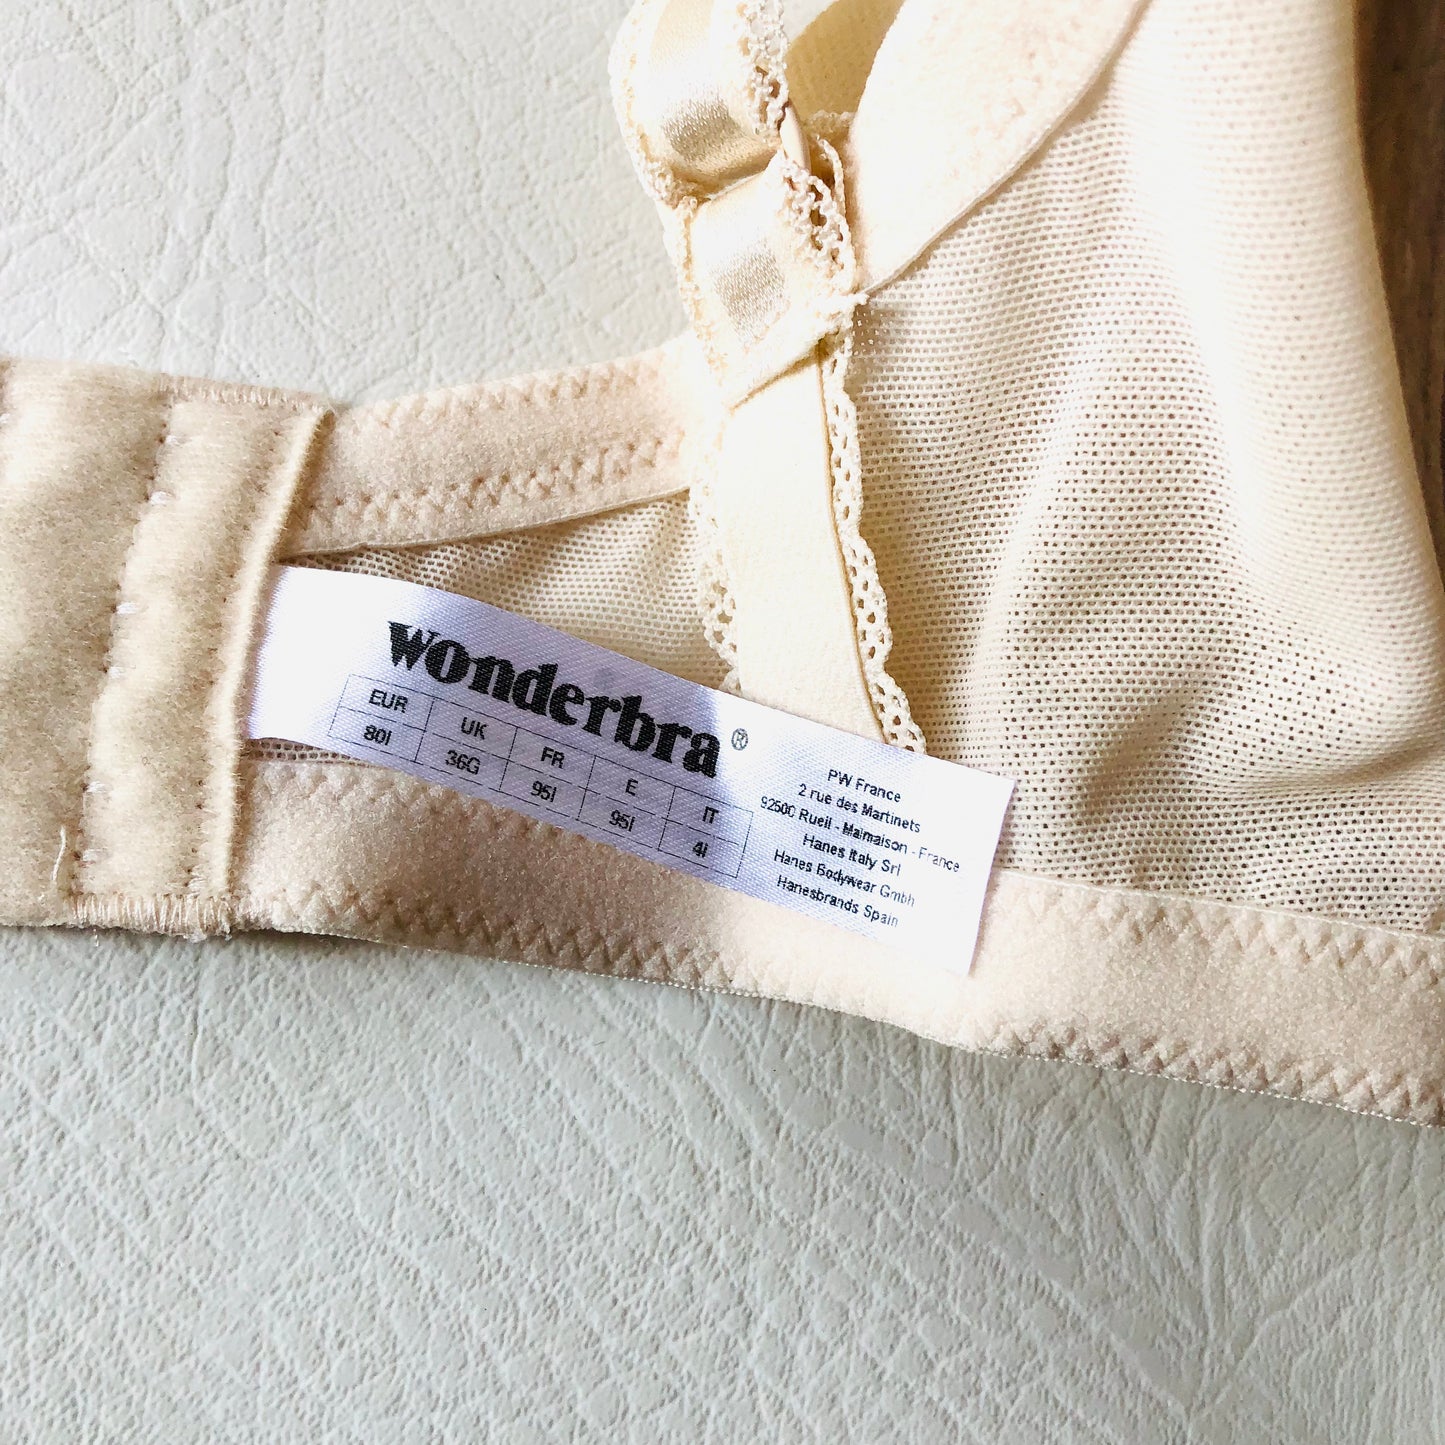 wonderbra®
EUR UK FR E IT
80I 36G 95I 95I 4I
PW France
2 rue des Martinets
92500 Rueil - Malmaison - France
Hanes Italy Srl
Hanes Bodywear Gmbh
Hanesbrands Spain